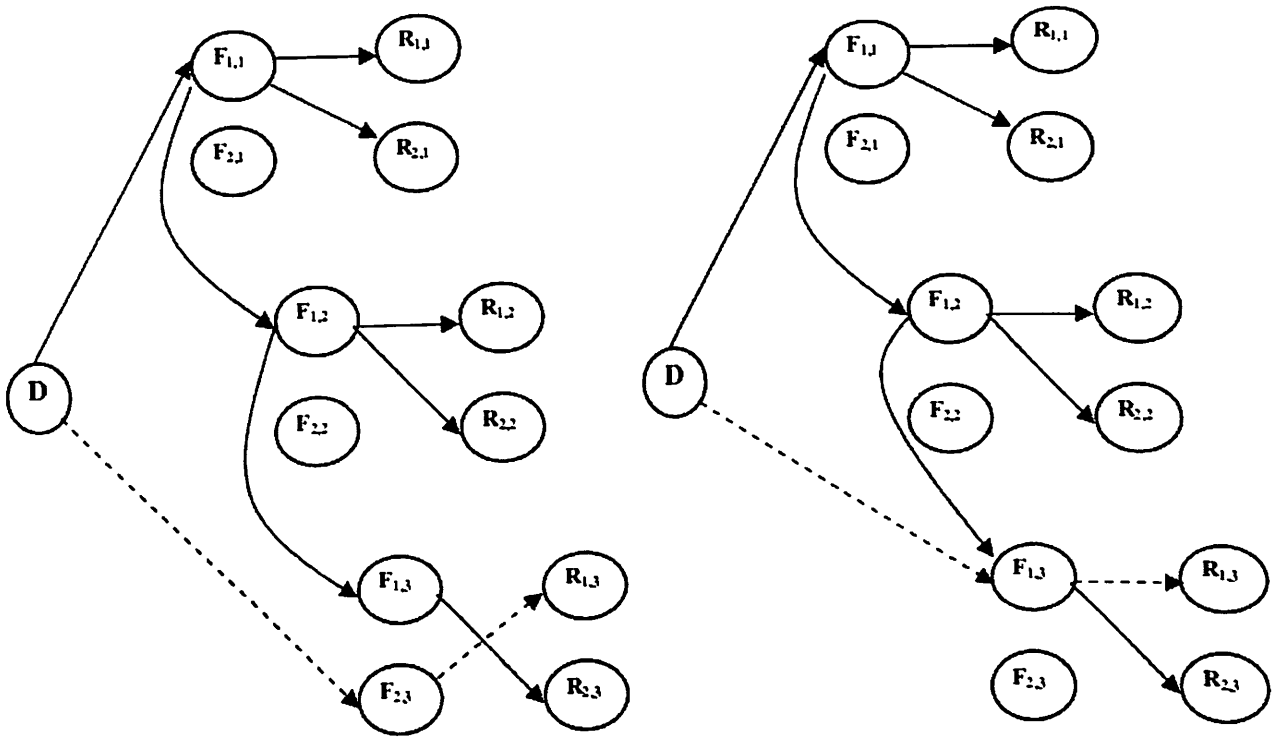 F1,1
R1,1
F2,1
R2,1
F1,2
R1,2
D
F2,2
R2,2
F1,3
R1,3
F2,3
R2,3
F1,1
R1,1
F2,1
R2,1
F1,2
R1,2
D
F2,2
R2,2
F1,3
R1,3
F2,3
R2,3